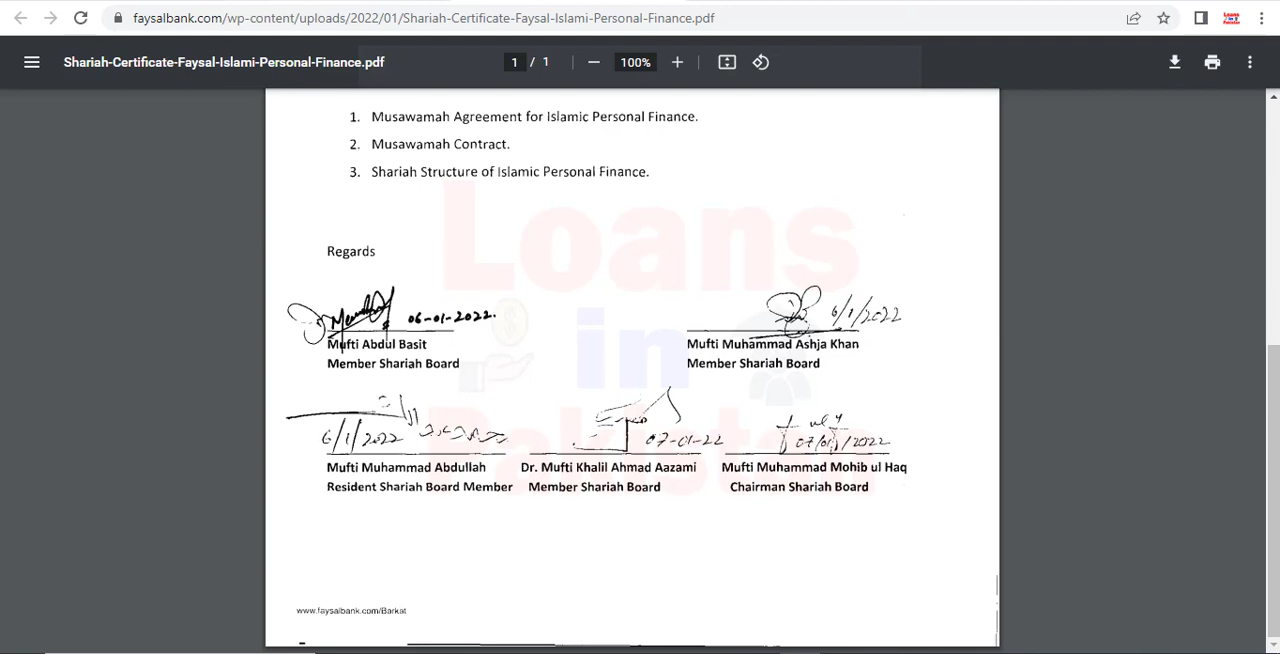 faysalbank.com/wp-content/uploads/2022/01/Shariah-Certificate-Faysal-Islami-Personal-Finance.pdf
Loans in Pakistan
Shariah-Certificate-Faysal-Islami-Personal-Finance.pdf 1 / 1 100%
1. Musawamah Agreement for Islamic Personal Finance.
2. Musawamah Contract.
3. Shariah Structure of Islamic Personal Finance.
Loans
in
Pakistan
Regards
06-01-2022. 6/1/2022
Mufti Abdul Basit Mufti Muhammad Ashja Khan
Member Shariah Board Member Shariah Board
6/1/2022 07-01-22 07/01/2022
Mufti Muhammad Abdullah Dr. Mufti Khalil Ahmad Aazami Mufti Muhammad Mohib ul Haq
Resident Shariah Board Member Member Shariah Board Chairman Shariah Board
www.faysalbank.com/Barkat